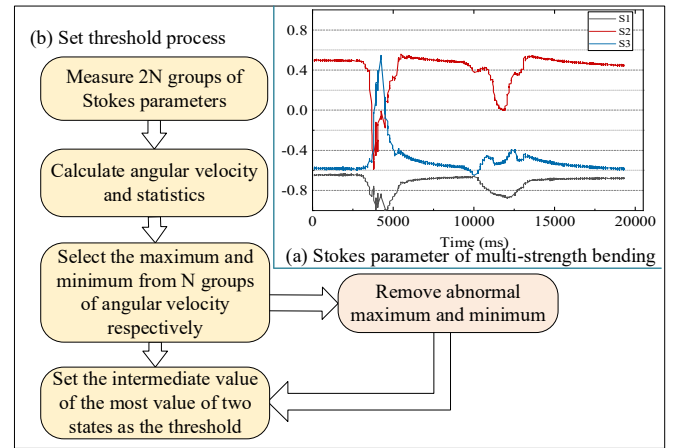 (b) Set threshold process
Measure 2N groups of
Stokes parameters
Calculate angular velocity
and statistics
Select the maximum and
minimum from N groups
of angular velocity
respectively
Set the intermediate value
of the most value of two
states as the threshold
Remove abnormal
maximum and minimum
S1
S2
S3
0.8
0.4
0.0
-0.4
-0.8
0 5000 10000 15000 20000
Time (ms)
(a) Stokes parameter of multi-strength bending